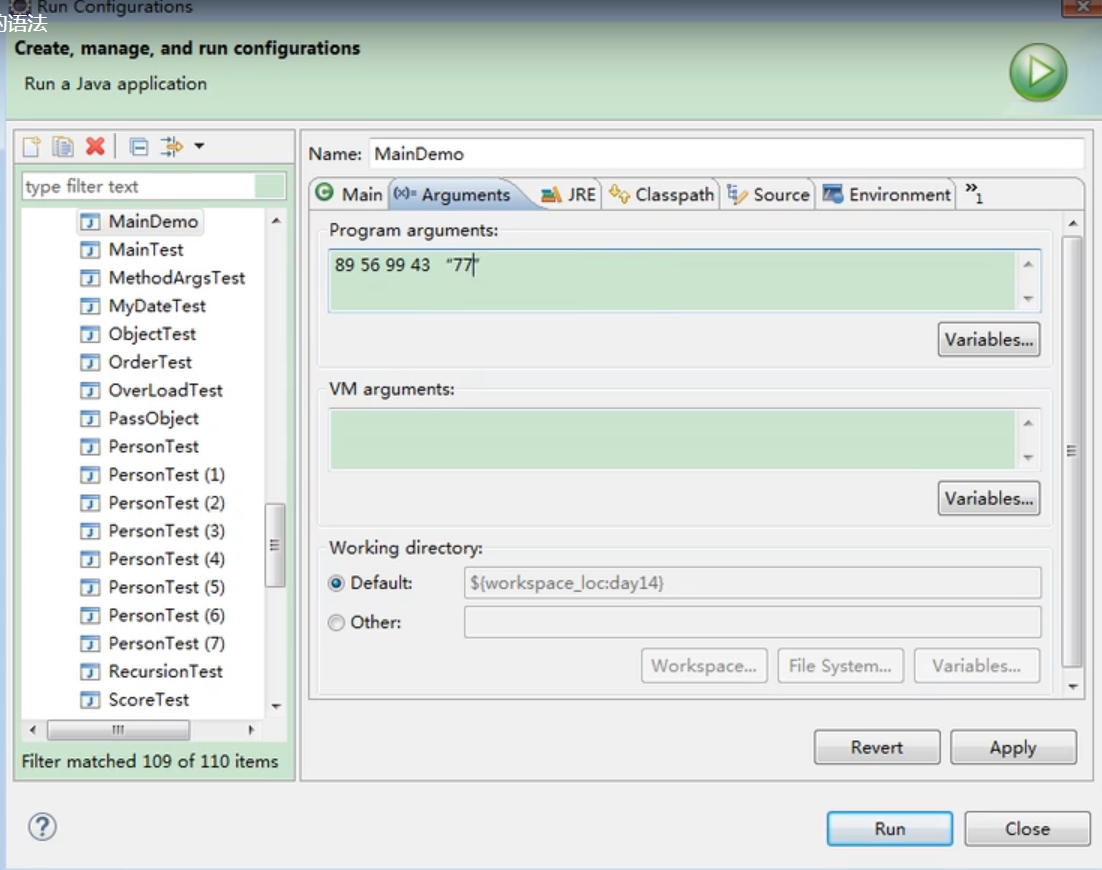 Run Configurations
的语法
Create, manage, and run configurations
Run a Java application
type filter text
MainDemo
MainTest
MethodArgsTest
MyDateTest
ObjectTest
OrderTest
OverLoadTest
PassObject
PersonTest
PersonTest (1)
PersonTest (2)
PersonTest (3)
PersonTest (4)
PersonTest (5)
PersonTest (6)
PersonTest (7)
RecursionTest
ScoreTest
Filter matched 109 of 110 items
Name: MainDemo
Main (x)= Arguments JRE Classpath Source Environment »1
Program arguments:
89 56 99 43 “77”
Variables...
VM arguments:
Variables...
Working directory:
Default: ${workspace_loc:day14}
Other:
Workspace... File System... Variables...
Revert Apply
Run Close